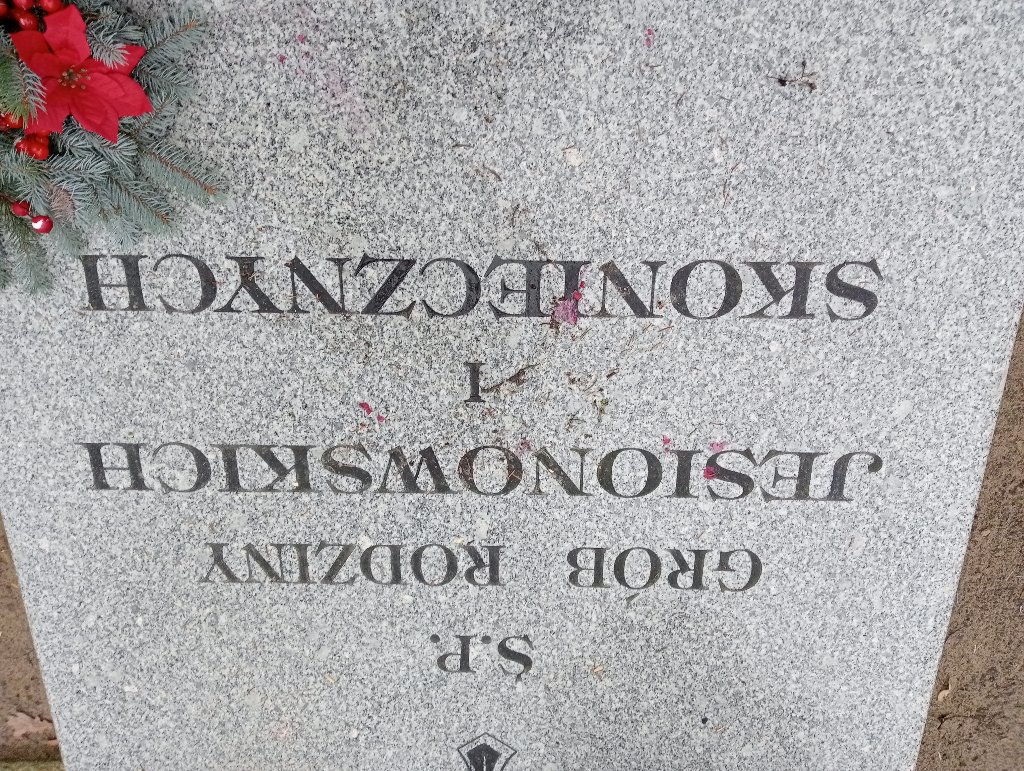 Ś.P.
GRÓB RODZINY
JESIONOWSKICH
I
SKONIECZNYCH